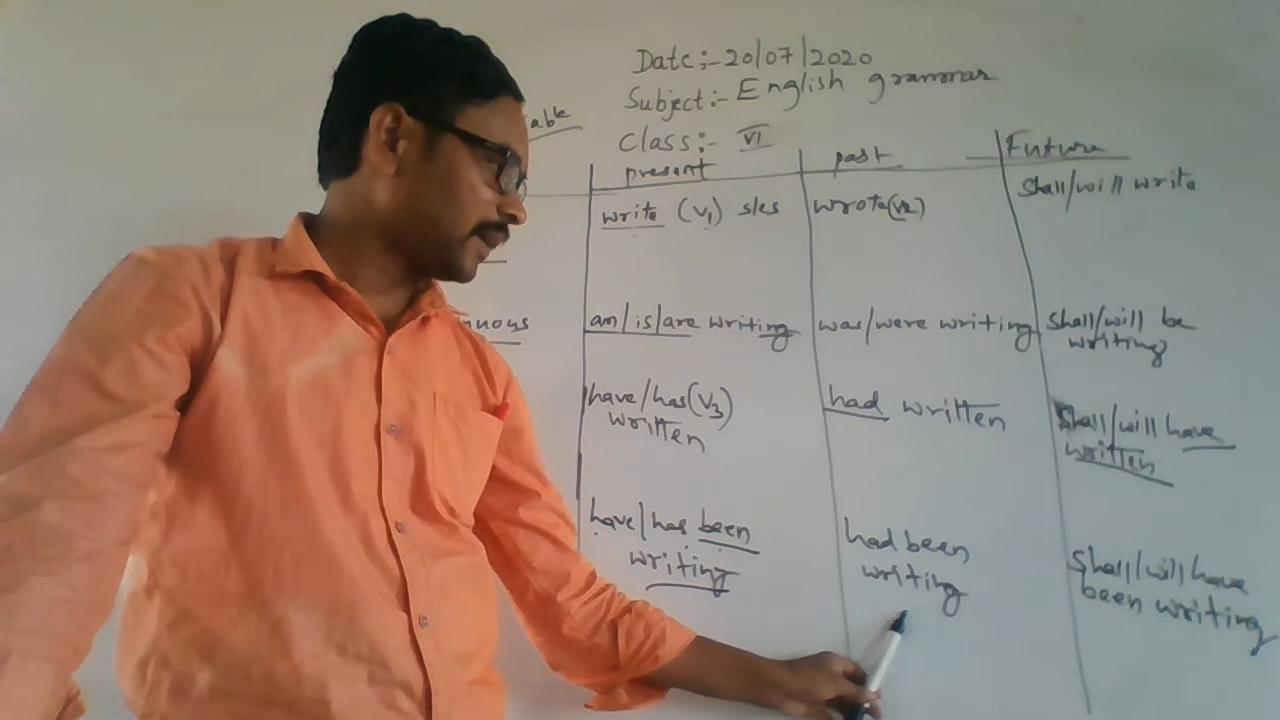 Date:- 20/07/2020
Subject:- English grammar
Class:- VI
present past Future
write (V1) s/es wrote(V2) Shall/will write
am/is/are writing was/were writing Shall/will be
writing
have/has(V3) had written Shall/will have
written written
have/has been had been Shall/will have
writing writing been writing